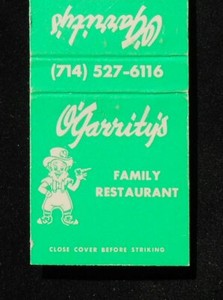 O'Garrity's
(714) 527-6116
O'Garrity's
FAMILY
RESTAURANT
CLOSE COVER BEFORE STRIKING